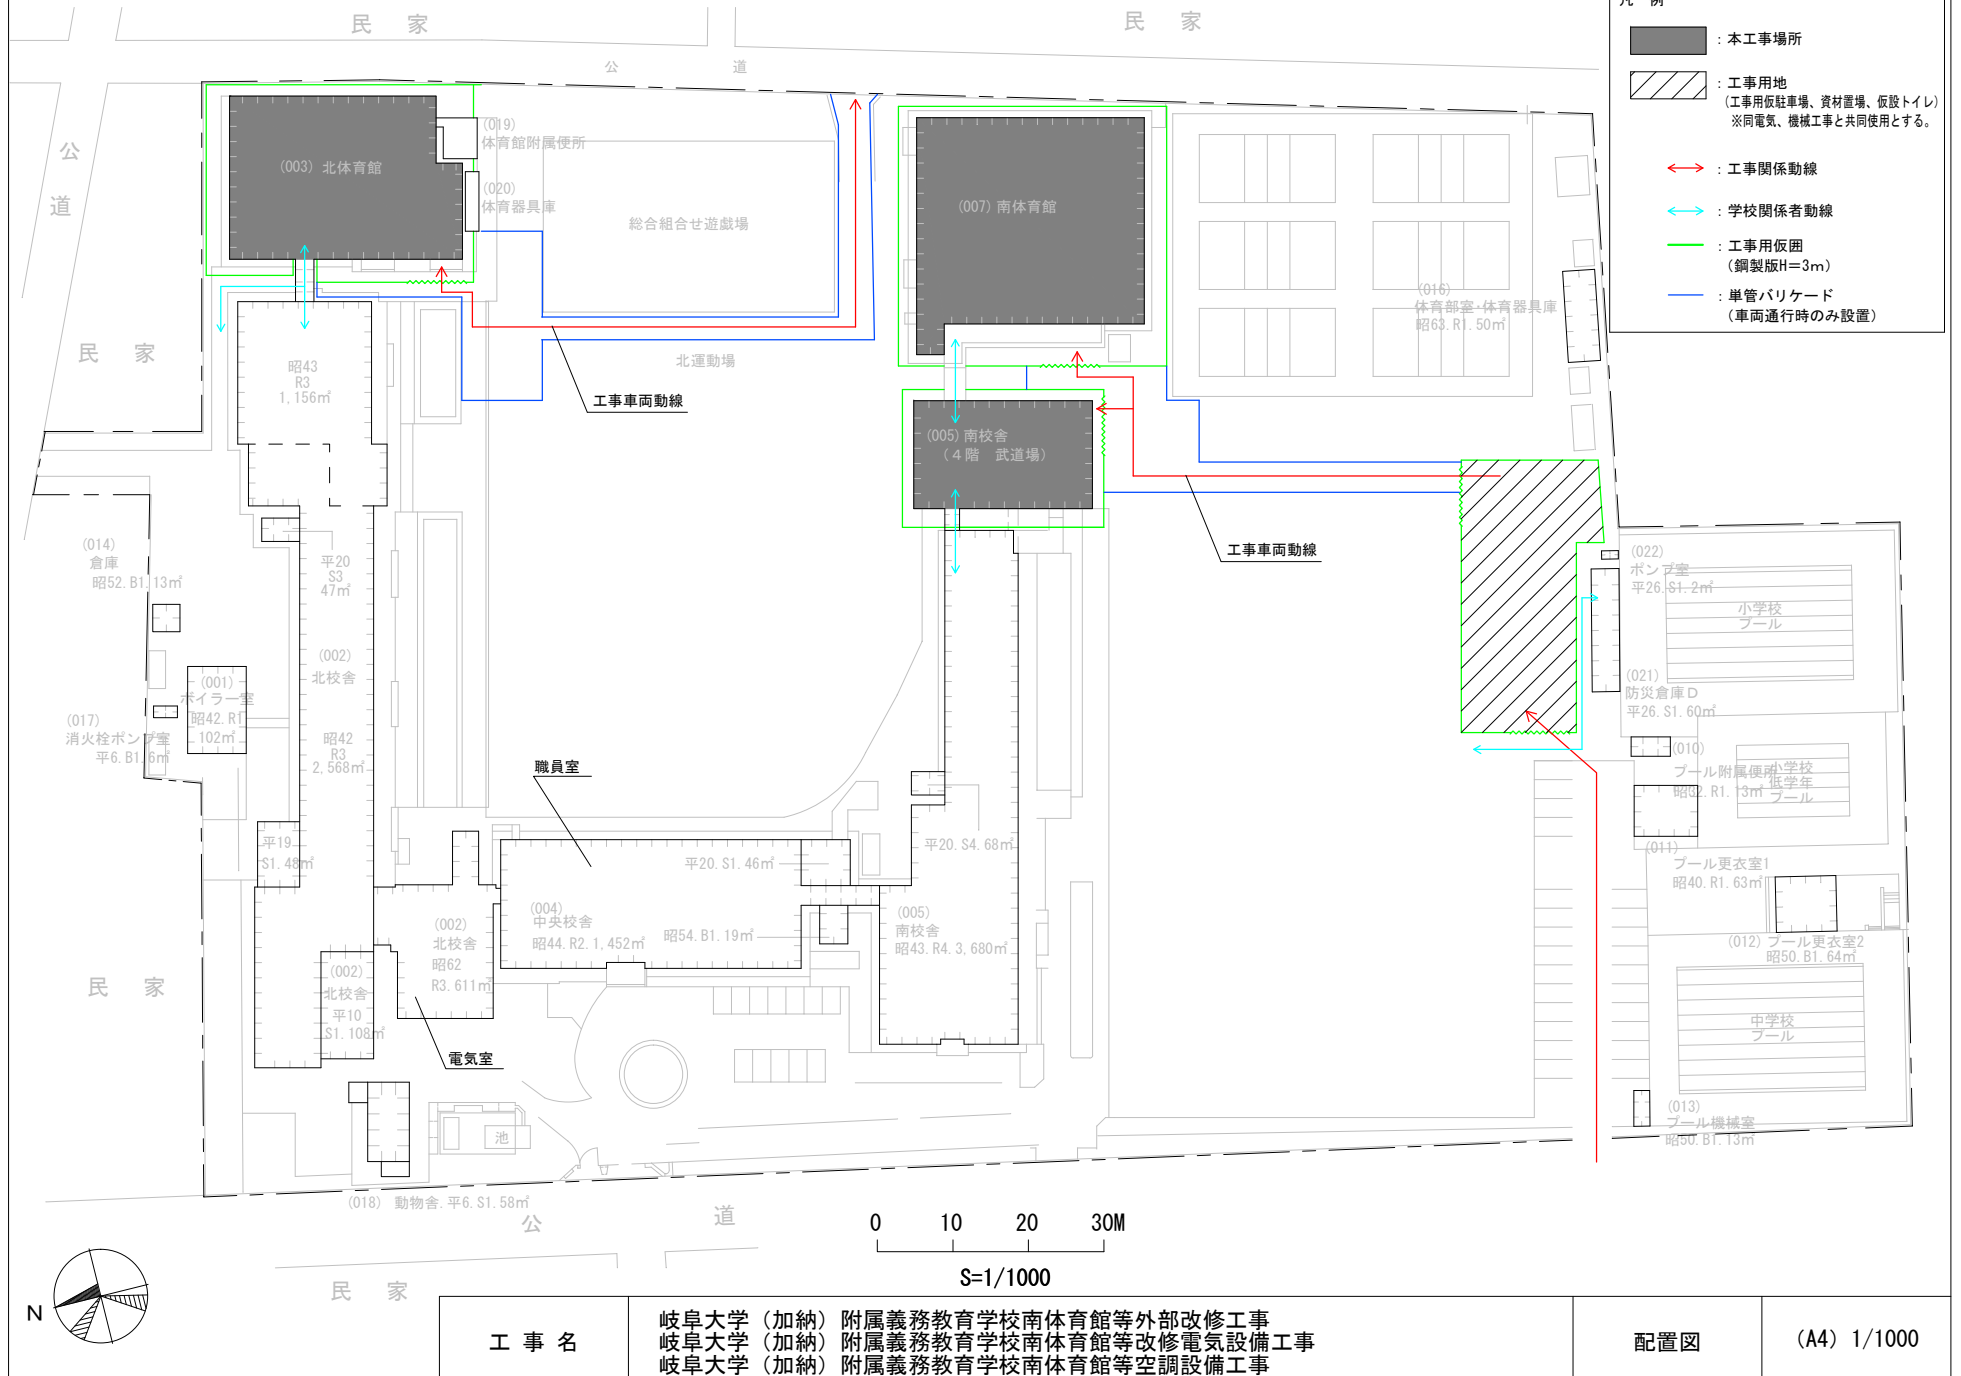 民 家
民 家
公 道
凡 例
：本工事場所
：工事用地
（工事用仮駐車場、資材置場、仮設トイレ）
※同電気、機械工事と共同使用とする。
：工事関係動線
：学校関係者動線
：工事用仮囲
（鋼製版H＝3m）
：単管バリケード
（車両通行時のみ設置）
公
道
(003) 北体育館
(019)
体育館附属便所
(020)
体育器具庫
総合組合せ遊戯場
(007) 南体育館
(016)
体育部室・体育器具庫
昭63. R1. 50㎡
民 家
昭43
R3
1, 156㎡
北運動場
工事車両動線
(005) 南校舎
（４階 武道場）
工事車両動線
(014)
倉庫
昭52. B1. 13㎡
平20
S3
47㎡
(022)
ポンプ室
平26. S1. 2㎡
小学校
プール
(002)
北校舎
(001)
ボイラー室
昭42. R1
102㎡
(017)
消火栓ポンプ室
平6. B1. 6㎡
昭42
R3
2, 568㎡
(021)
防災倉庫Ｄ
平26. S1. 60㎡
(010)
プール附属便所
昭32. R1. 13㎡
小学校
低学年
プール
職員室
平19
S1. 48㎡
平20. S1. 46㎡
平20. S4. 68㎡
(011)
プール更衣室1
昭40. R1. 63㎡
(002)
北校舎
昭62
R3. 611㎡
(004)
中央校舎
昭44. R2. 1, 452㎡
昭54. B1. 19㎡
(005)
南校舎
昭43. R4. 3, 680㎡
(012) プール更衣室2
昭50. B1. 64㎡
民 家
(002)
北校舎
平10
S1. 108㎡
中学校
プール
電気室
(013)
プール機械室
昭50. B1. 13㎡
池
(018) 動物舎. 平6. S1. 58㎡
公 道
0 10 20 30M
S=1/1000
民 家
N
工 事 名
岐阜大学（加納）附属義務教育学校南体育館等外部改修工事
岐阜大学（加納）附属義務教育学校南体育館等改修電気設備工事
岐阜大学（加納）附属義務教育学校南体育館等空調設備工事
配置図
(A4) 1/1000